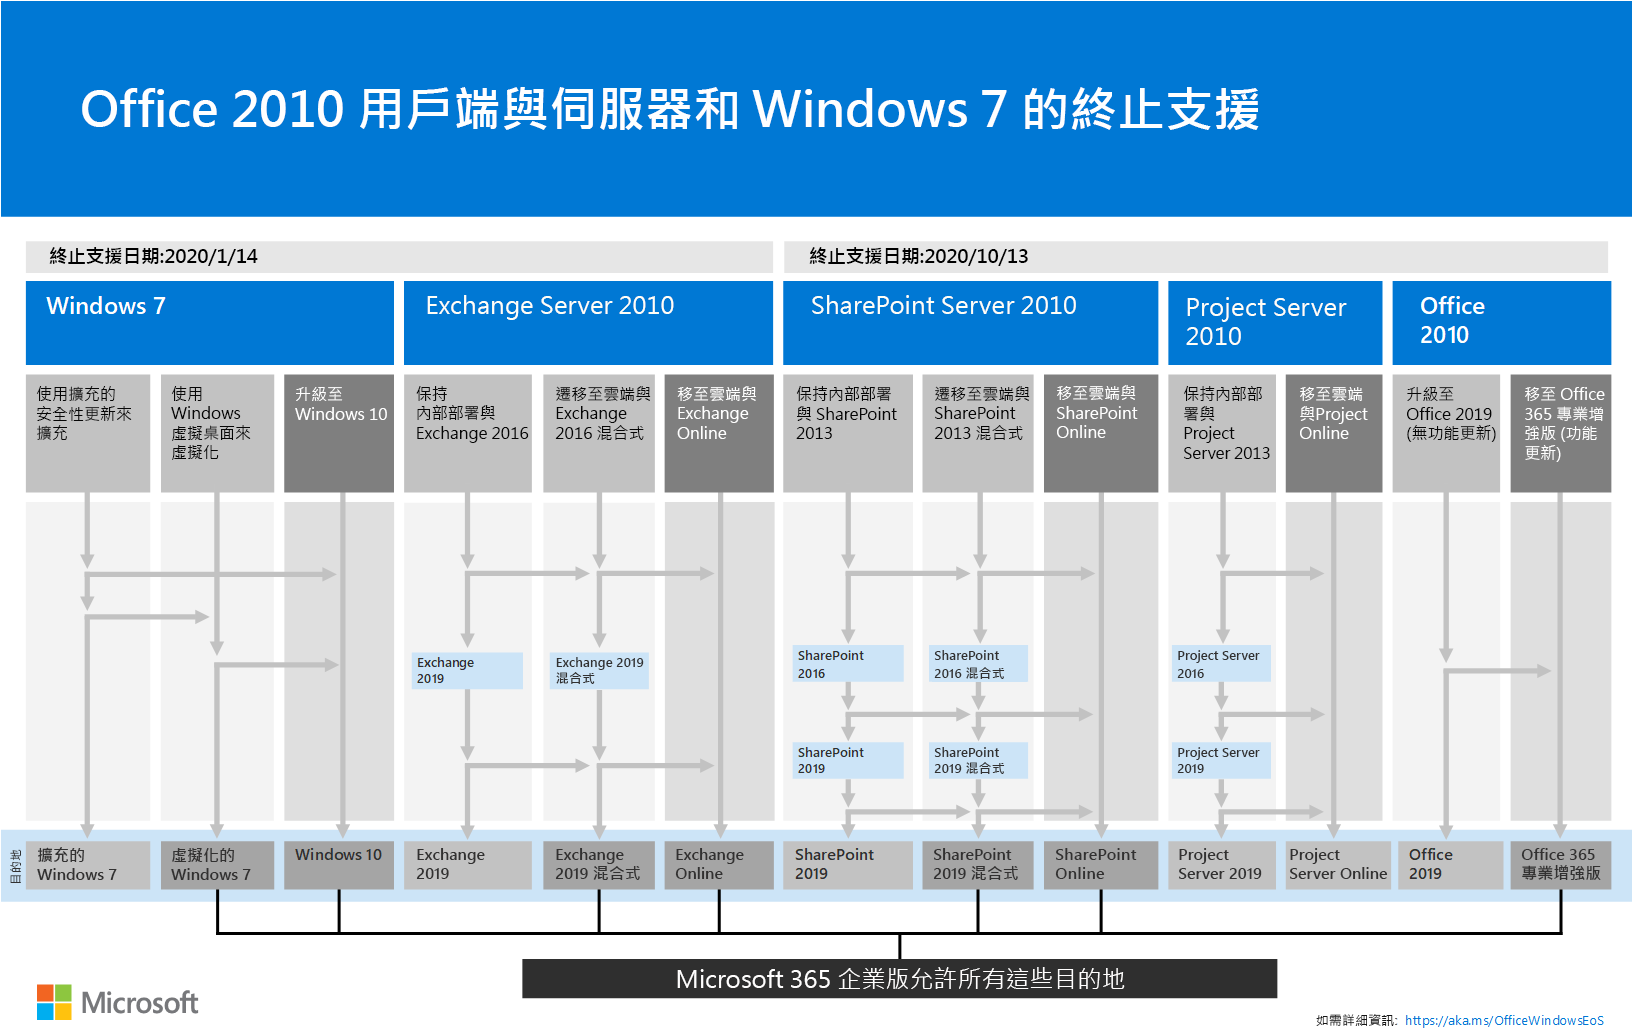 Office 2010 用戶端與伺服器和 Windows 7 的終止支援
終止支援日期:2020/1/14
終止支援日期:2020/10/13
Windows 7
Exchange Server 2010
SharePoint Server 2010
Project Server
2010
Office
2010
使用擴充的
安全性更新來
擴充
使用
Windows
虛擬桌面來
虛擬化
升級至
Windows 10
保持
內部部署與
Exchange 2016
遷移至雲端與
Exchange
2016 混合式
移至雲端與
Exchange
Online
保持內部部署
與 SharePoint
2013
遷移至雲端與
SharePoint
2013 混合式
移至雲端與
SharePoint
Online
保持內部部
署與
Project
Server 2013
移至雲端
與Project
Online
升級至
Office 2019
(無功能更新)
移至 Office
365 專業增
強版 (功能
更新)
Exchange
2019
Exchange 2019
混合式
SharePoint
2016
SharePoint
2016 混合式
Project Server
2016
SharePoint
2019
SharePoint
2019 混合式
Project Server
2019
目的地
擴充的
Windows 7
虛擬化的
Windows 7
Windows 10
Exchange
2019
Exchange
2019 混合式
Exchange
Online
SharePoint
2019
SharePoint
2019 混合式
SharePoint
Online
Project
Server 2019
Project
Server Online
Office
2019
Office 365
專業增強版
Microsoft 365 企業版允許所有這些目的地
Microsoft
如需詳細資訊: https://aka.ms/OfficeWindowsEoS